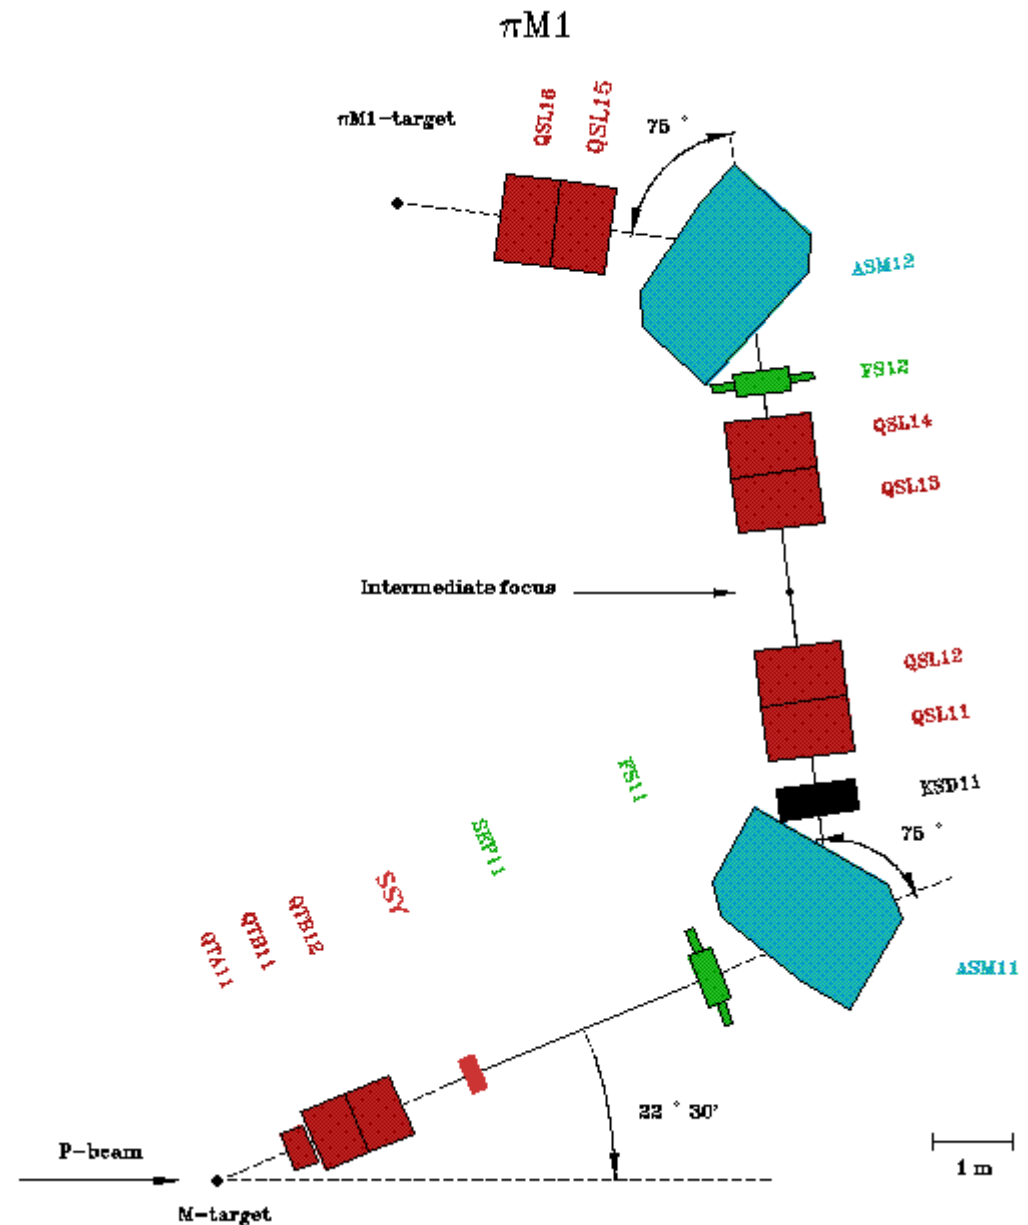 πM1
QSL16
QSL15
πM1-target
75 °
ASM12
FS12
QSL14
QSL13
Intermediate focus
QSL12
QSL11
FS11
KSD11
SEP11
75 °
SSY
QTB12
QTB11
QTA11
ASM11
22 ° 30'
P-beam
1 m
M-target